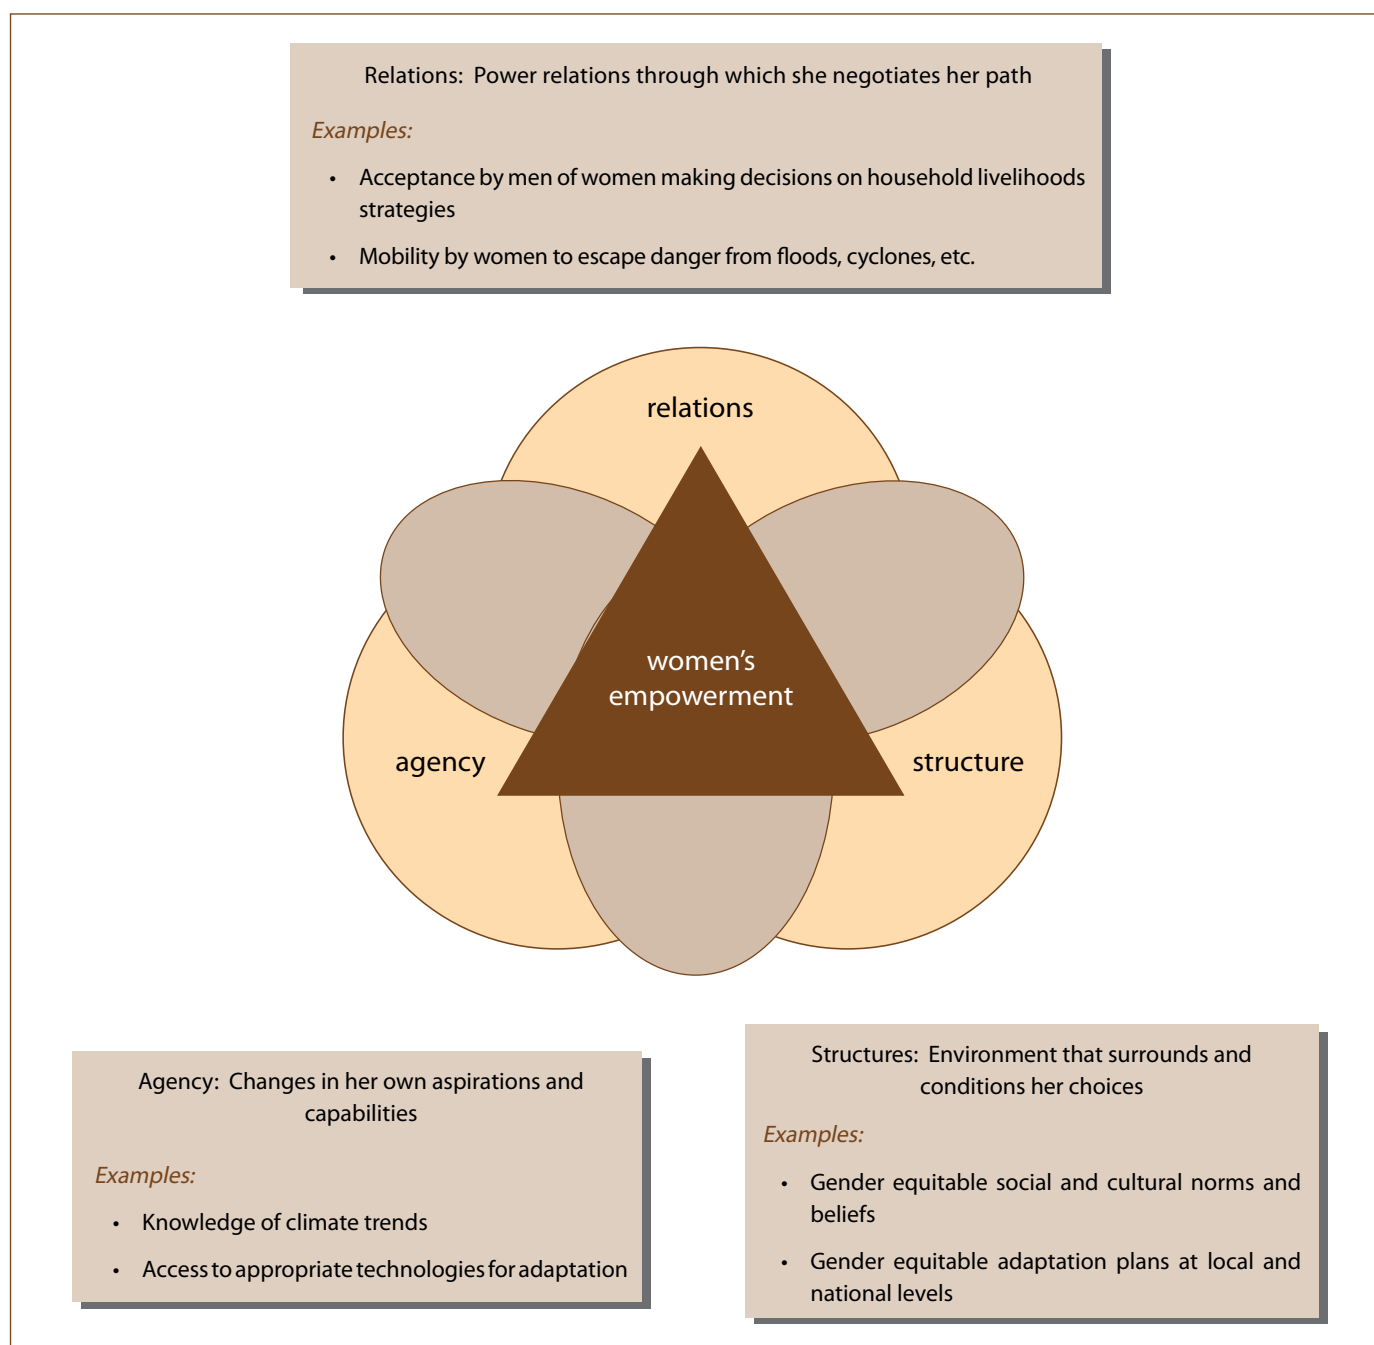 Relations: Power relations through which she negotiates her path
Examples:
• Acceptance by men of women making decisions on household livelihoods
strategies
• Mobility by women to escape danger from floods, cyclones, etc.
relations
women’s
empowerment
agency
structure
Agency: Changes in her own aspirations and
capabilities
Examples:
• Knowledge of climate trends
• Access to appropriate technologies for adaptation
Structures: Environment that surrounds and
conditions her choices
Examples:
• Gender equitable social and cultural norms and
beliefs
• Gender equitable adaptation plans at local and
national levels